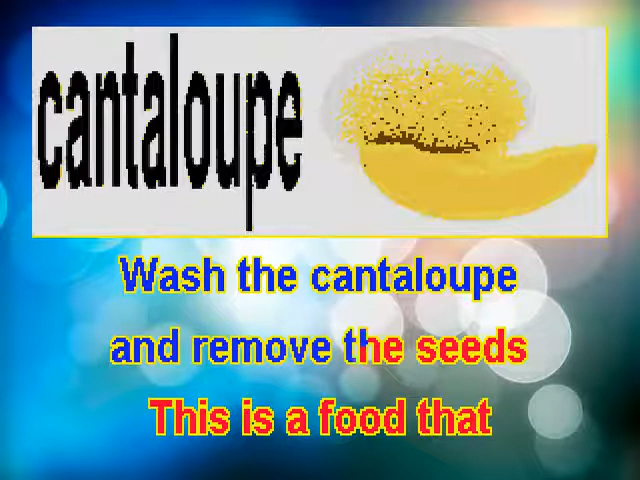 cantaloupe
Wash the cantaloupe
and remove the seeds
This is a food that